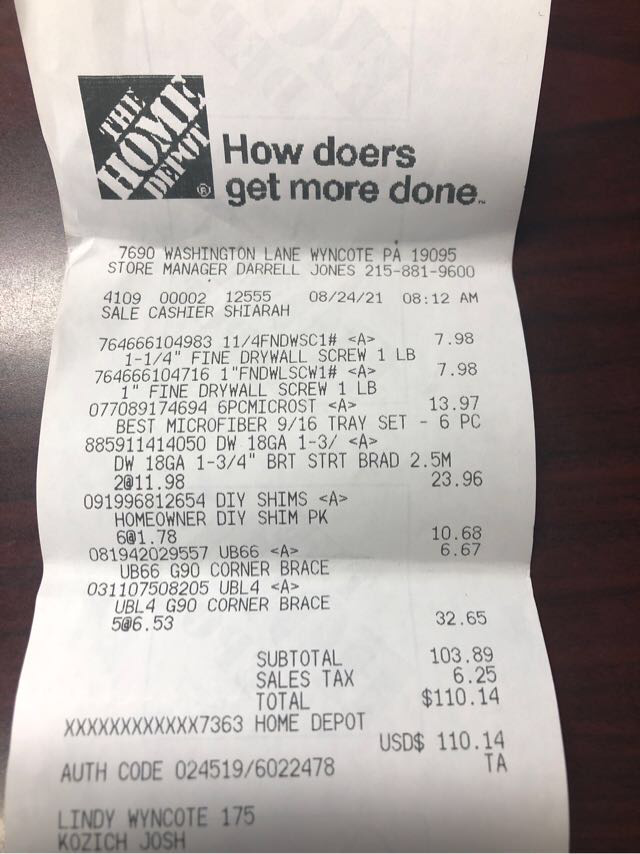 THE
HOME
DEPOT
How doers
get more done.
7690 WASHINGTON LANE WYNCOTE PA 19095
STORE MANAGER DARRELL JONES 215-881-9600
4109 00002 12555 08/24/21 08:12 AM
SALE CASHIER SHIARAH
764666104983 11/4FNDWSC1# <A> 7.98
1-1/4" FINE DRYWALL SCREW 1 LB
764666104716 1"FNDWLSCW1# <A> 7.98
1" FINE DRYWALL SCREW 1 LB
077089174694 6PCMICROST <A> 13.97
BEST MICROFIBER 9/16 TRAY SET - 6 PC
885911414050 DW 18GA 1-3/ <A>
DW 18GA 1-3/4" BRT STRT BRAD 2.5M
2@11.98 23.96
091996812654 DIY SHIMS <A>
HOMEOWNER DIY SHIM PK
6@1.78 10.68
081942029557 UB66 <A> 6.67
UB66 G90 CORNER BRACE
031107508205 UBL4 <A>
UBL4 G90 CORNER BRACE
5@6.53 32.65
SUBTOTAL 103.89
SALES TAX 6.25
TOTAL $110.14
XXXXXXXXXXXX7363 HOME DEPOT
USD$ 110.14
AUTH CODE 024519/6022478 TA
LINDY WYNCOTE 175
KOZICH JOSH